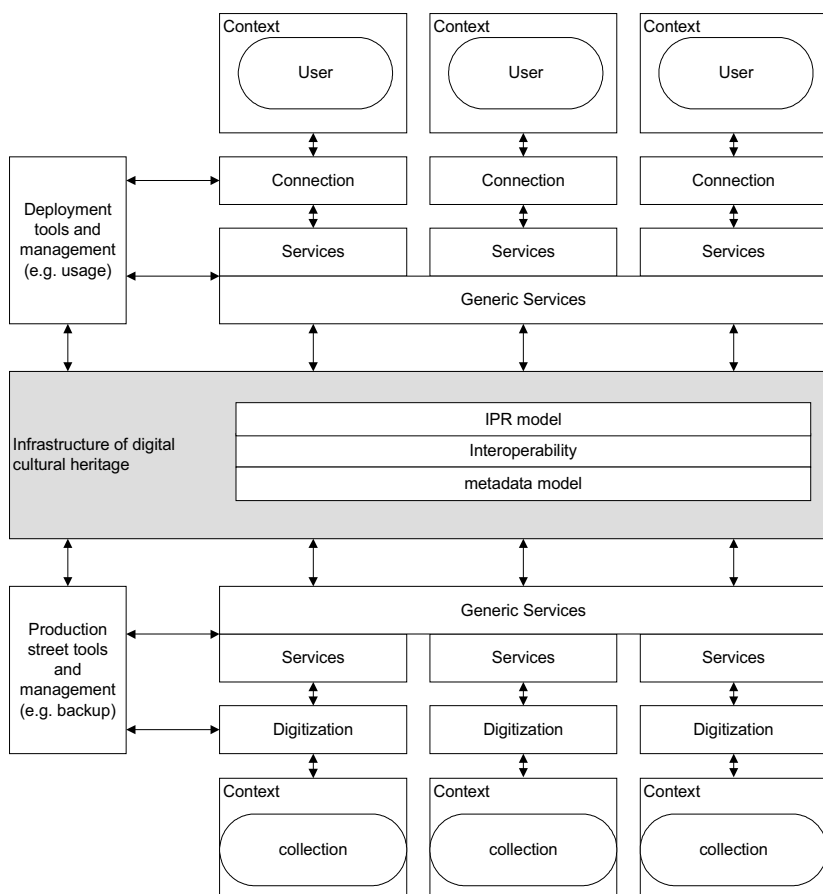 Context
Context
Context
User
User
User
Connection
Connection
Connection
Deployment
tools and
management
(e.g. usage)
Services
Services
Services
Generic Services
Infrastructure of digital
cultural heritage
IPR model
Interoperability
metadata model
Generic Services
Production
street tools
and
management
(e.g. backup)
Services
Services
Services
Digitization
Digitization
Digitization
Context
Context
Context
collection
collection
collection